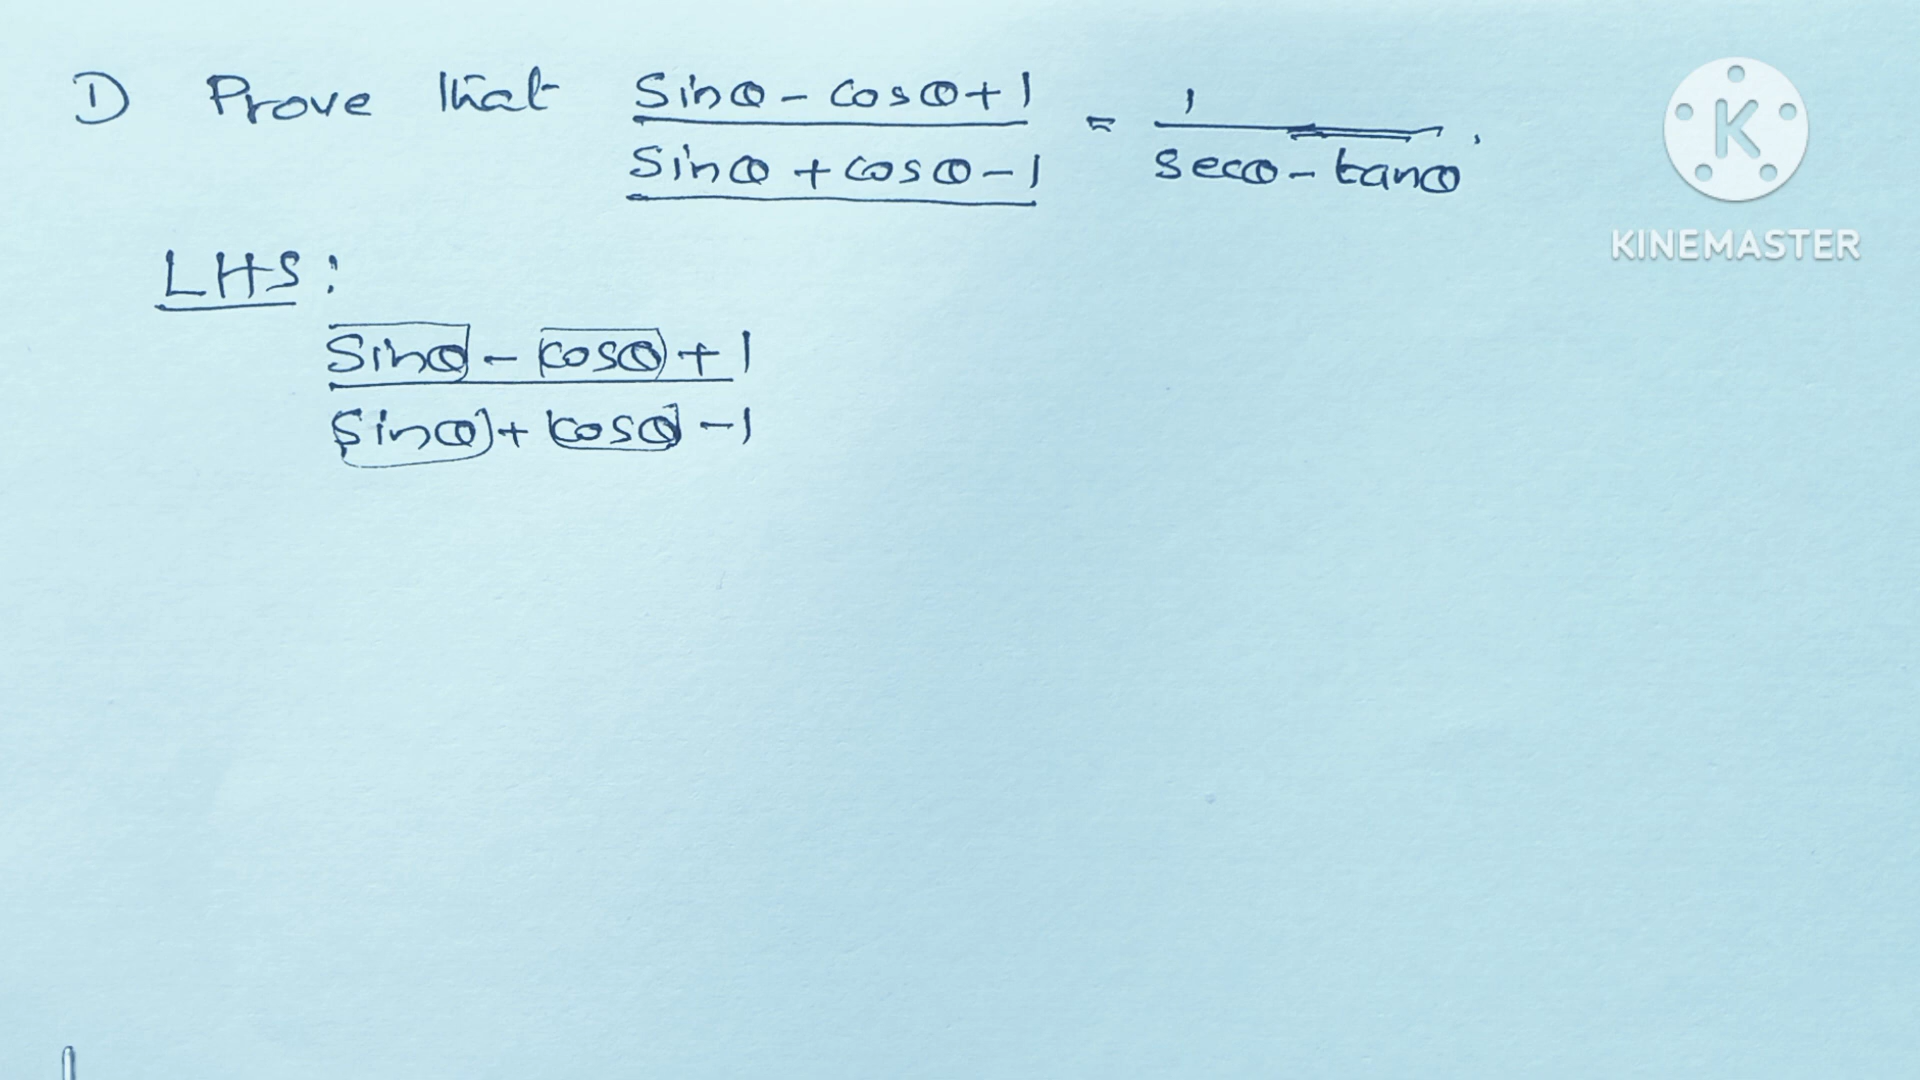 1) Prove that sinθ - cosθ + 1 / sinθ + cosθ - 1 = 1 / secθ - tanθ .
K
KINEMASTER
LHS :
sinθ - cosθ + 1
sinθ + cosθ - 1